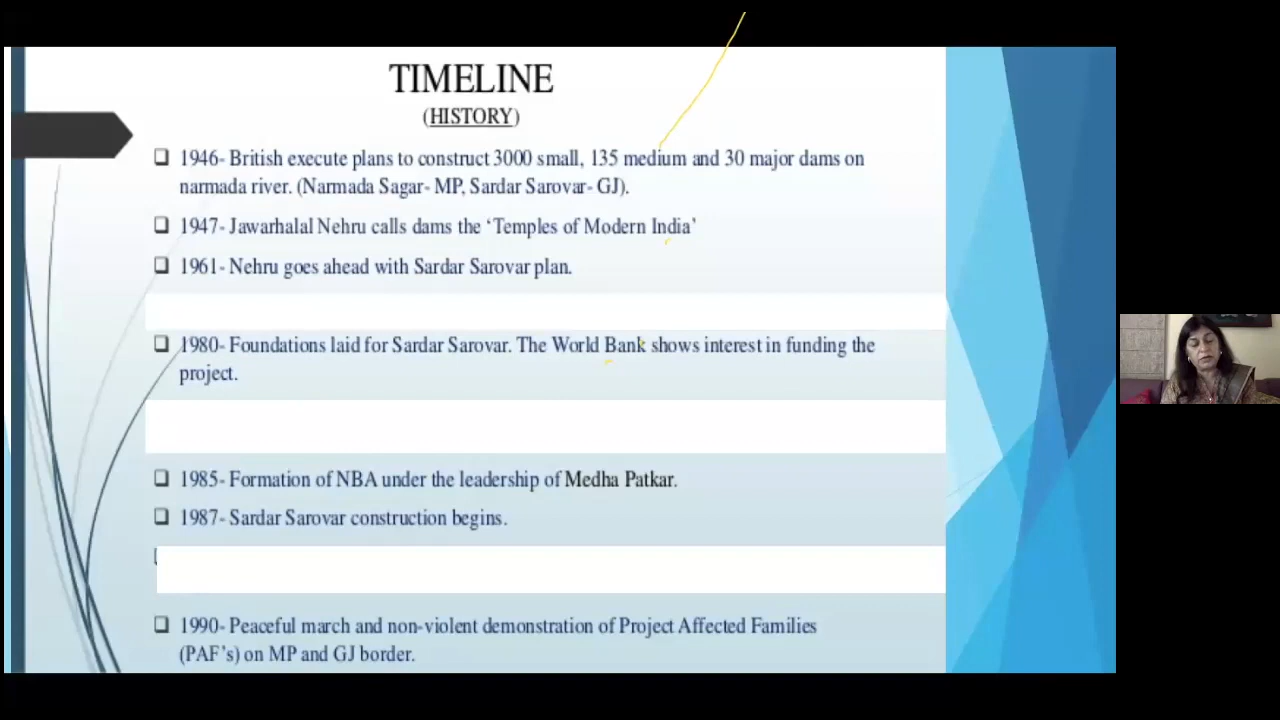 TIMELINE
(HISTORY)
1946- British execute plans to construct 3000 small, 135 medium and 30 major dams on
narmada river. (Narmada Sagar- MP, Sardar Sarovar- GJ).
1947- Jawarhalal Nehru calls dams the ‘Temples of Modern India’
1961- Nehru goes ahead with Sardar Sarovar plan.
1980- Foundations laid for Sardar Sarovar. The World Bank shows interest in funding the
project.
1985- Formation of NBA under the leadership of Medha Patkar.
1987- Sardar Sarovar construction begins.
1990- Peaceful march and non-violent demonstration of Project Affected Families
(PAF’s) on MP and GJ border.